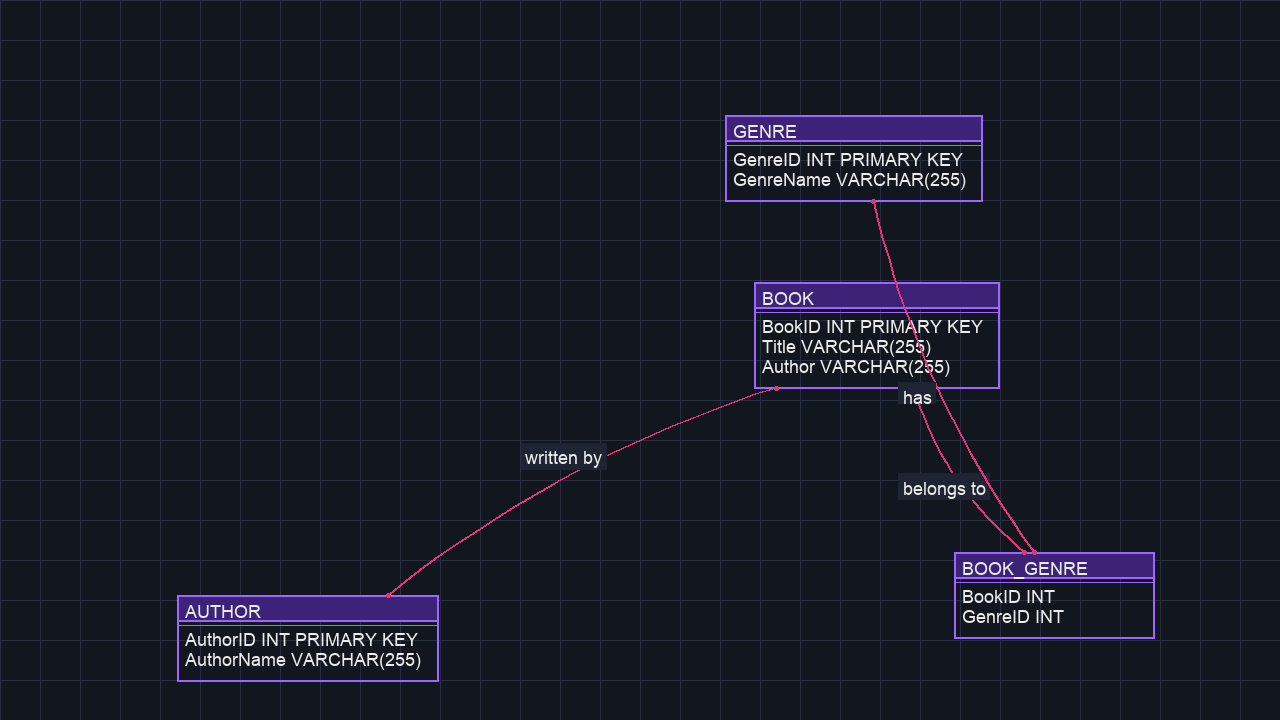 GENRE
GenreID INT PRIMARY KEY
GenreName VARCHAR(255)
BOOK
BookID INT PRIMARY KEY
Title VARCHAR(255)
Author VARCHAR(255)
has
written by
belongs to
BOOK_GENRE
BookID INT
GenreID INT
AUTHOR
AuthorID INT PRIMARY KEY
AuthorName VARCHAR(255)